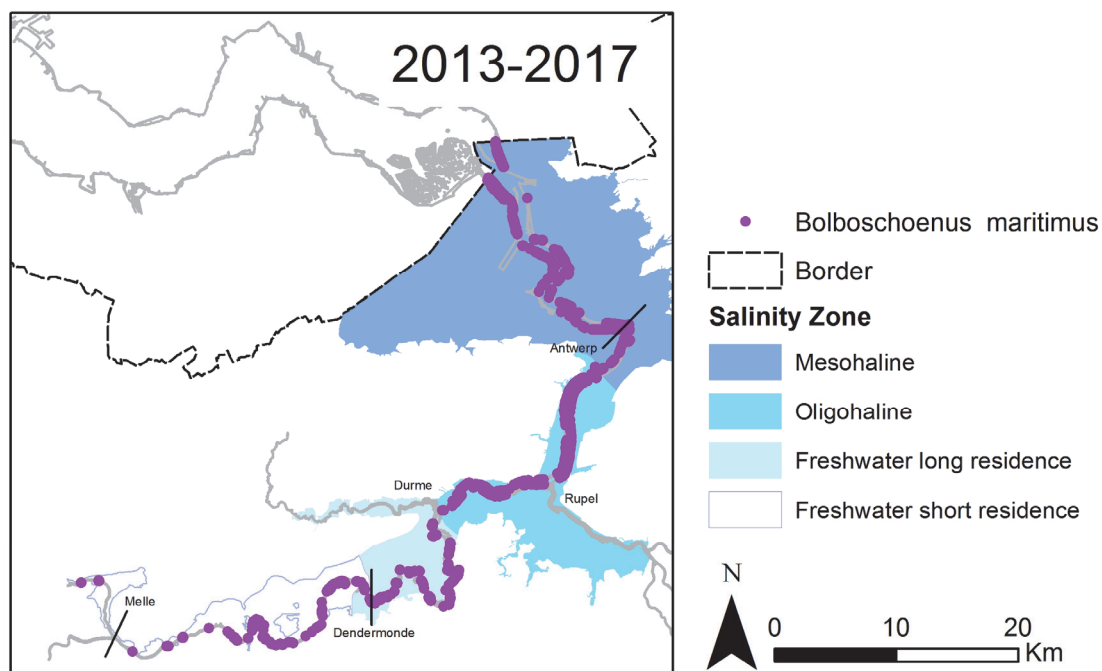 2013-2017
Antwerp
Durme
Rupel
Melle
Dendermonde
Bolboschoenus maritimus
Border
Salinity Zone
Mesohaline
Oligohaline
Freshwater long residence
Freshwater short residence
N
0 10 20
Km